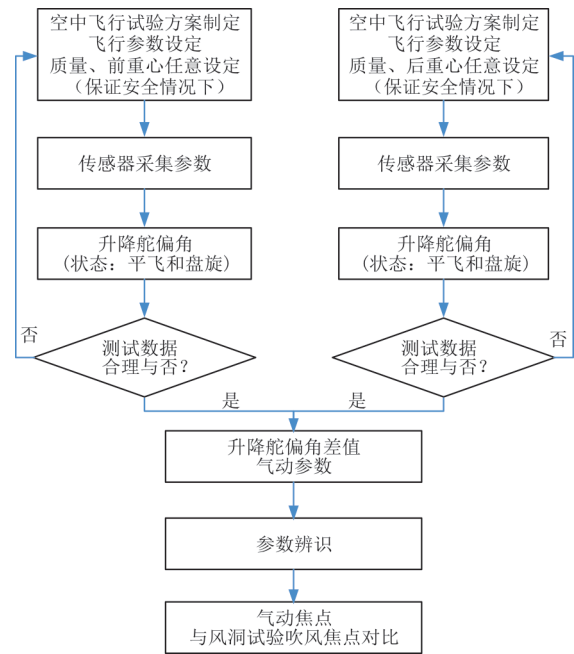 空中飞行试验方案制定
飞行参数设定
质量、前重心任意设定
（保证安全情况下）
传感器采集参数
升降舵偏角
(状态：平飞和盘旋)
测试数据
合理与否？
否
是
空中飞行试验方案制定
飞行参数设定
质量、后重心任意设定
（保证安全情况下）
传感器采集参数
升降舵偏角
(状态：平飞和盘旋)
测试数据
合理与否？
否
是
升降舵偏角差值
气动参数
参数辨识
气动焦点
与风洞试验吹风焦点对比